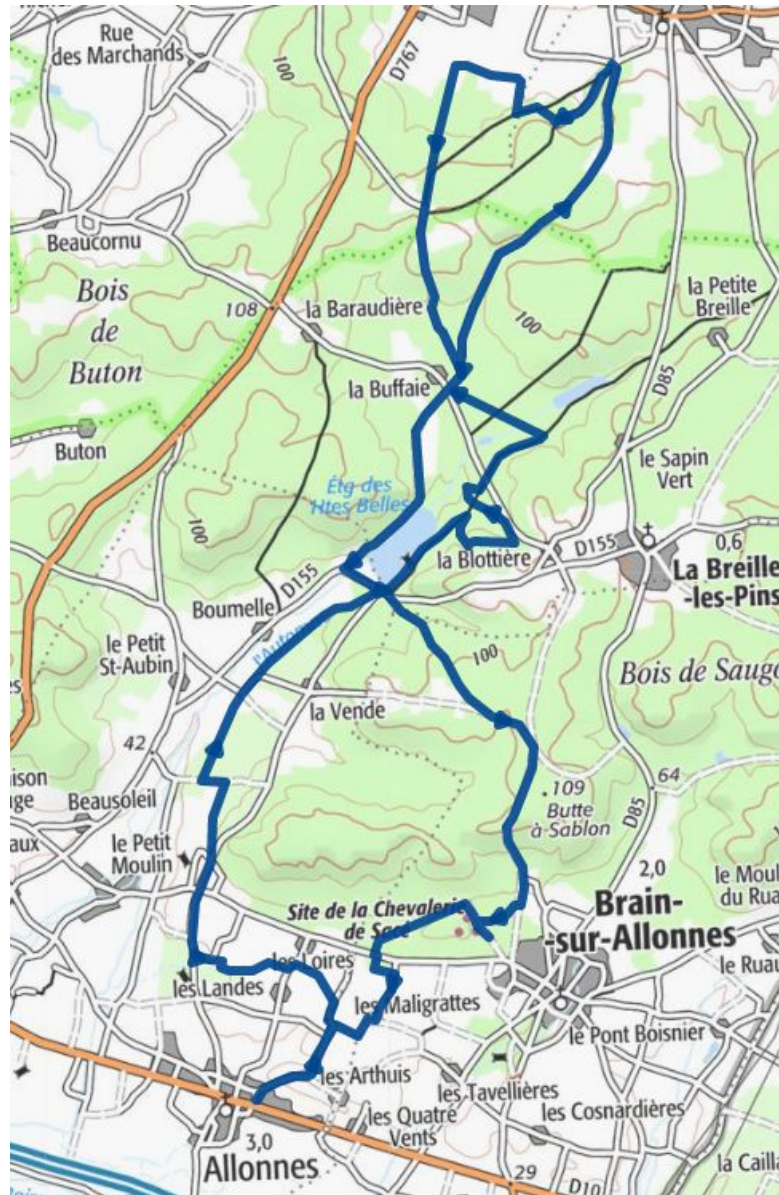 Rue
des Marchands
100
D767
Beaucornu
Bois
de
Buton
108
la Baraudière
100
la Petite
Breille
la Buffaie
D85
Buton
le Sapin
Vert
Étg des
Htes Belles
100
D155
la Blottière
D155
0,6
La Breille
-les-Pins
Boumelle
le Petit
St-Aubin
100
Bois de Saugo
la Vende
42
109
Butte
à Sablon
64
D85
Beausoleil
aux
le Petit
Moulin
2,0
le Moul
du Rua
Site de la Chevalerie
de Sacé
Brain-
-sur-Allonnes
les Loires
les Landes
le Ruau
les Maligrattes
le Pont Boisnier
les Arthuis
les Tavellières
les Quatre
Vents
les Cosnardières
3,0
Allonnes
29
D10
la Cailla